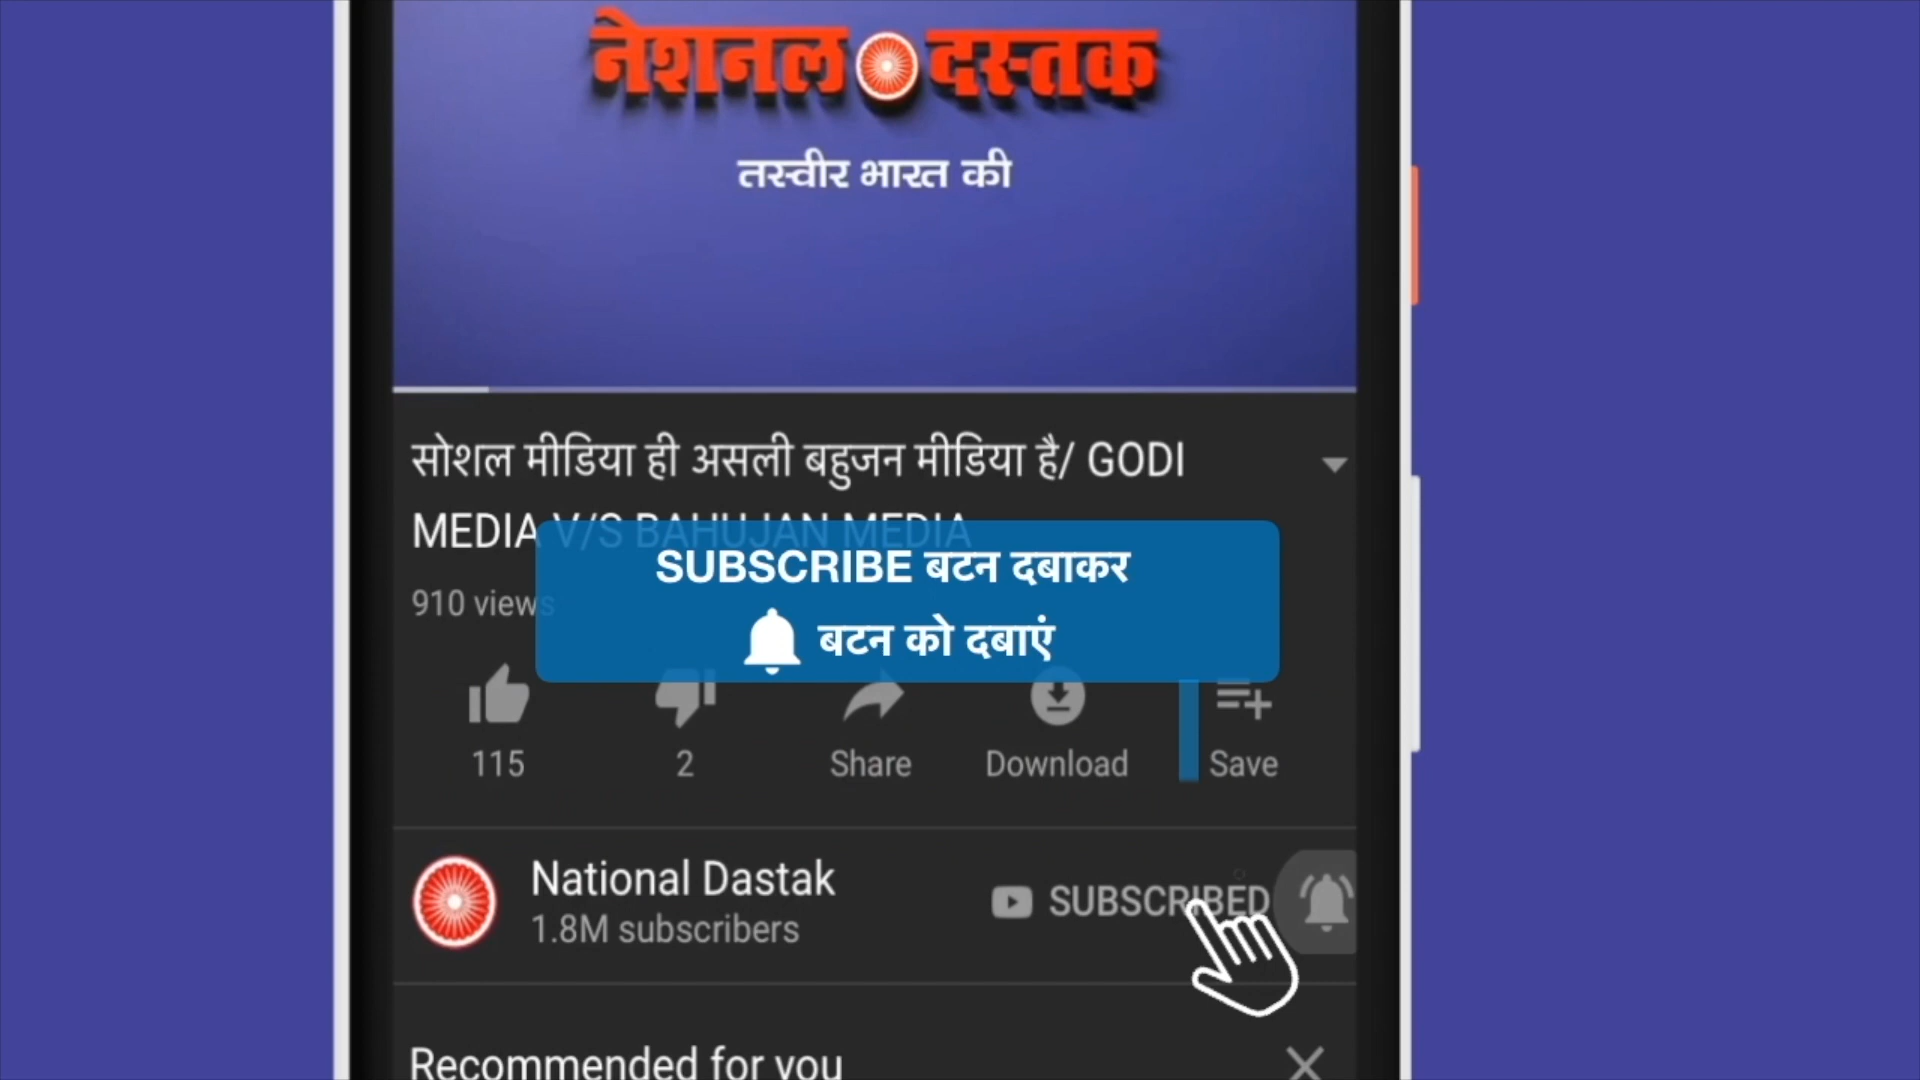 नेशनल दस्तक
तस्वीर भारत की
सोशल मीडिया ही असली बहुजन मीडिया है/ GODI
MEDIA V/S BAHUJAN MEDIA
SUBSCRIBE बटन दबाकर
910 views
बटन को दबाएं
115
2
Share
Download
Save
National Dastak
SUBSCRIBED
1.8M subscribers
Recommended for you